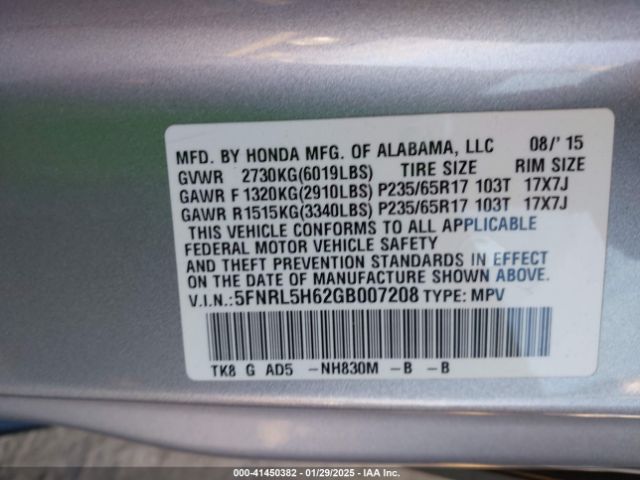 MFD. BY HONDA MFG. OF ALABAMA, LLC 08/' 15
GVWR 2730KG(6019LBS) TIRE SIZE RIM SIZE
GAWR F 1320KG(2910LBS) P235/65R17 103T 17X7J
GAWR R1515KG(3340LBS) P235/65R17 103T 17X7J
THIS VEHICLE CONFORMS TO ALL APPLICABLE
FEDERAL MOTOR VEHICLE SAFETY
AND THEFT PREVENTION STANDARDS IN EFFECT
ON THE DATE OF MANUFACTURE SHOWN ABOVE.
V.I.N.:5FNRL5H62GB007208 TYPE: MPV
TK8 G AD5 -NH830M -B -B
000-41450382 - 01/29/2025 - IAA Inc.